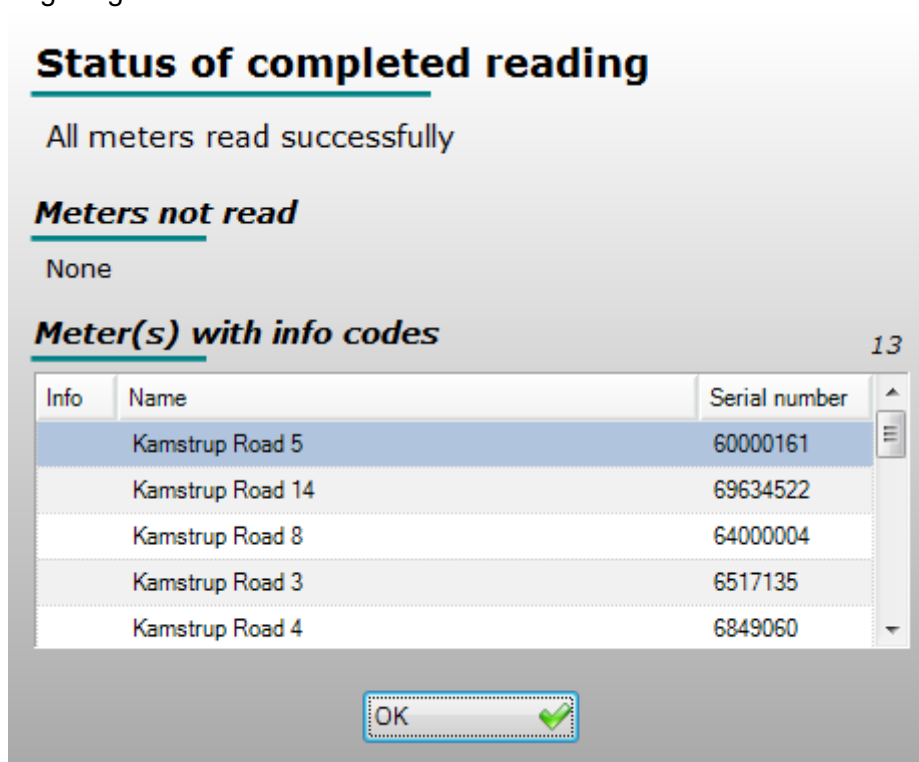 Status of completed reading
All meters read successfully
Meters not read
None
Meter(s) with info codes
13
Info Name Serial number
Kamstrup Road 5 60000161
Kamstrup Road 14 69634522
Kamstrup Road 8 64000004
Kamstrup Road 3 6517135
Kamstrup Road 4 6849060
OK